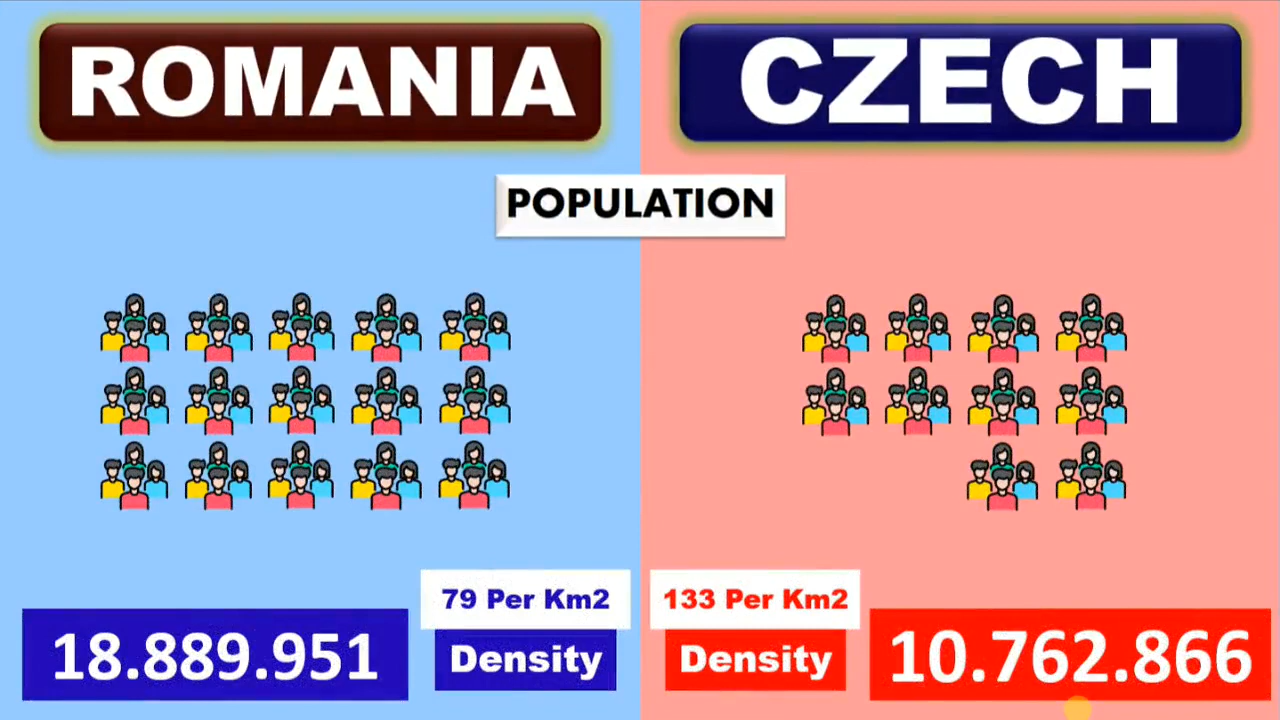 ROMANIA
CZECH
POPULATION
79 Per Km2
133 Per Km2
18.889.951
Density
Density
10.762.866